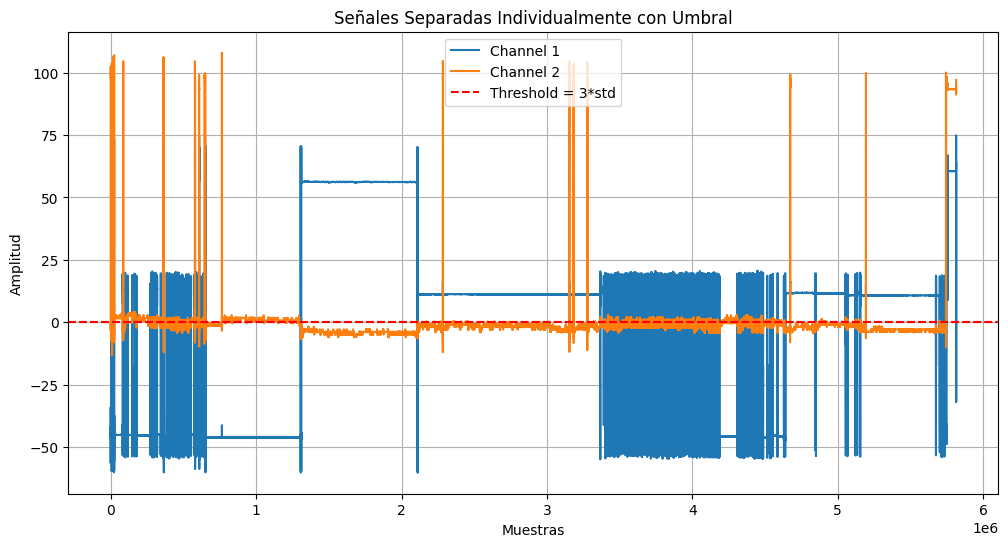 Señales Separadas Individualmente con Umbral
Channel 1
Channel 2
Threshold = 3*std
Amplitud
100
75
50
25
0
−25
−50
0
1
2
3
4
5
6
1e6
Muestras